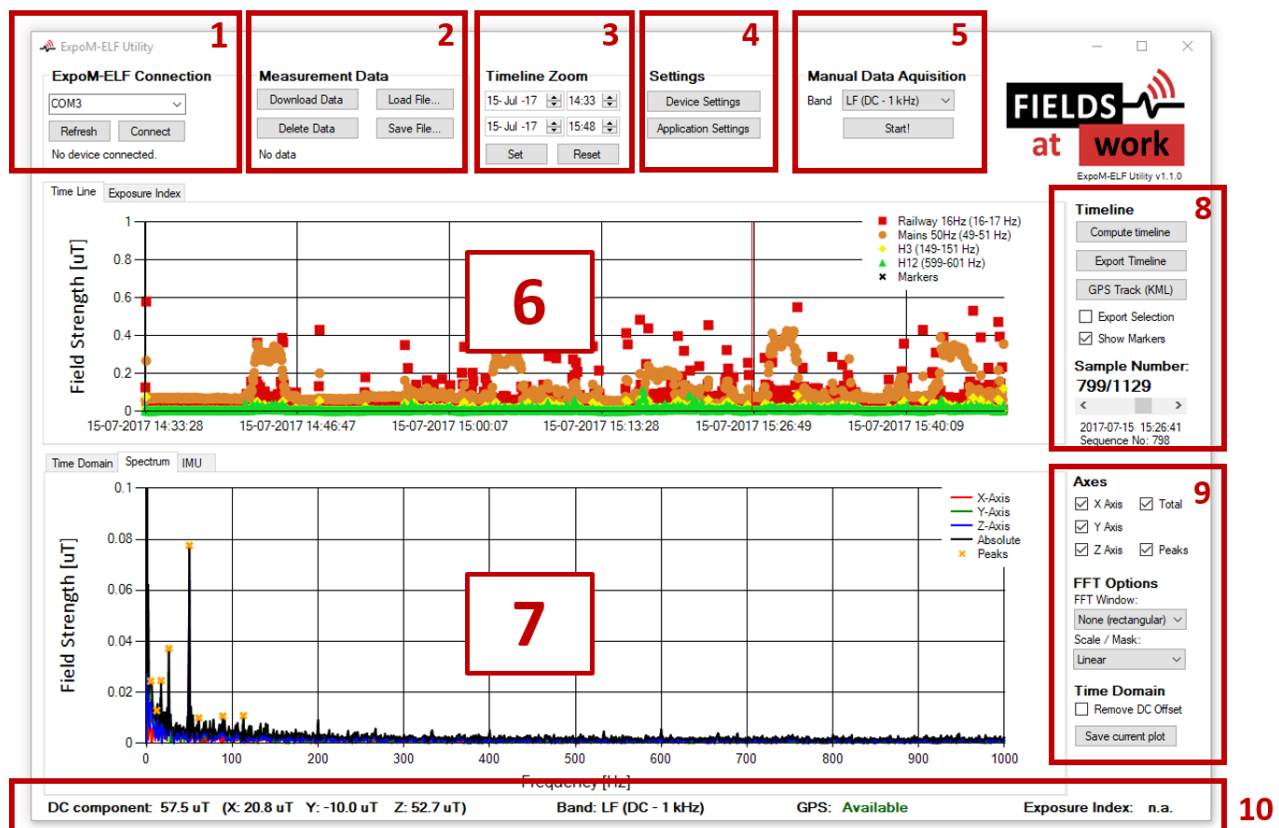 1
2
3
4
5
ExpoM-ELF Utility
ExpoM-ELF Connection
COM3
Refresh Connect
No device connected.
Measurement Data
Download Data Load File...
Delete Data Save File...
No data
Timeline Zoom
15- Jul -17 14:33
15- Jul -17 15:48
Set Reset
Settings
Device Settings
Application Settings
Manual Data Aquisition
Band LF (DC - 1 kHz)
Start!
FIELDS
at work
ExpoM-ELF Utility v1.1.0
Time Line Exposure Index
Field Strength [uT]
1
0.8
0.6
0.4
0.2
0
15-07-2017 14:33:28 15-07-2017 14:46:47 15-07-2017 15:00:07 15-07-2017 15:13:28 15-07-2017 15:26:49 15-07-2017 15:40:09
Railway 16Hz (16-17 Hz)
Mains 50Hz (49-51 Hz)
H3 (149-151 Hz)
H12 (599-601 Hz)
Markers
6
8
Timeline
Compute timeline
Export Timeline
GPS Track (KML)
Export Selection
Show Markers
Sample Number:
799/1129
2017-07-15 15:26:41
Sequence No: 798
Time Domain Spectrum IMU
Field Strength [uT]
0.1
0.08
0.06
0.04
0.02
0
0 100 200 300 400 500 600 700 800 900 1000
Frequency [Hz]
X-Axis
Y-Axis
Z-Axis
Absolute
Peaks
7
9
Axes
X Axis Total
Y Axis
Z Axis Peaks
FFT Options
FFT Window:
None (rectangular)
Scale / Mask:
Linear
Time Domain
Remove DC Offset
Save current plot
DC component: 57.5 uT (X: 20.8 uT Y: -10.0 uT Z: 52.7 uT) Band: LF (DC - 1 kHz) GPS: Available Exposure Index: n.a.
10